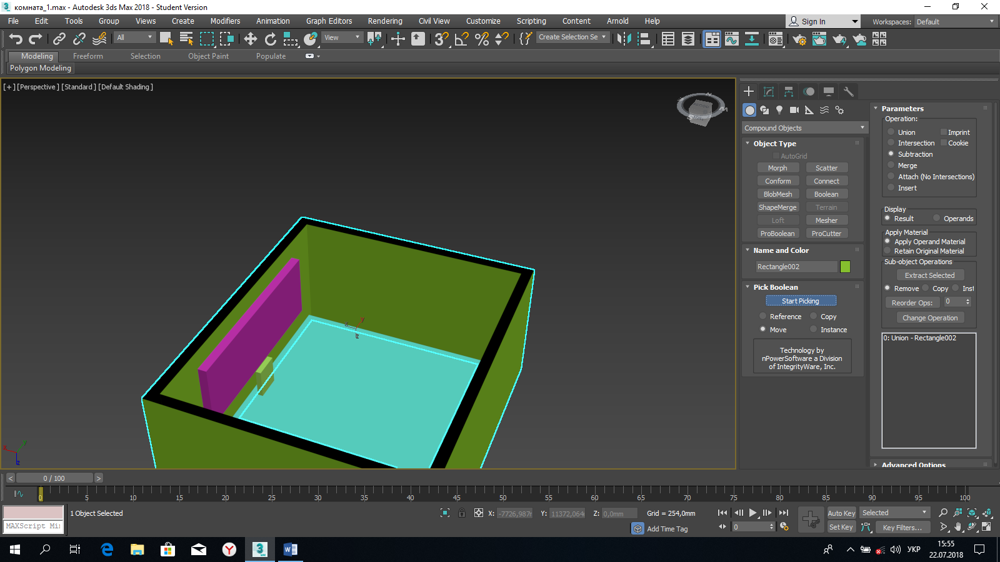 комната_1.max - Autodesk 3ds Max 2018 - Student Version
File Edit Tools Group Views Create Modifiers Animation Graph Editors Rendering Civil View Customize Scripting Content Arnold Help
Sign In Workspaces: Default
All View Create Selection Se
Modeling Freeform Selection Object Paint Populate
Polygon Modeling
[+] [Perspective] [Standard] [Default Shading]
Compound Objects
Object Type
AutoGrid
Morph Scatter
Conform Connect
BlobMesh Boolean
ShapeMerge Terrain
Loft Mesher
ProBoolean ProCutter
Name and Color
Rectangle002
Pick Boolean
Start Picking
Reference Copy
Move Instance
Technology by
nPowerSoftware a Division
of IntegrityWare, Inc.
Parameters
Operation:
Union Imprint
Intersection Cookie
Subtraction
Merge
Attach (No Intersections)
Insert
Display
Result Operands
Apply Material
Apply Operand Material
Retain Original Material
Sub-object Operations
Extract Selected
Remove Copy Inst
Reorder Ops: 0
Change Operation
0: Union - Rectangle002
Advanced Options
y
z
x y
z
< 0 / 100 >
0 5 10 15 20 25 30 35 40 45 50 55 60 65 70 75 80 85 90 95 100
1 Object Selected
X: -7726,987m Y: 11372,064 Z: 0,0mm Grid = 254,0mm
Auto Key Selected
MAXScript Mi
Add Time Tag
0
Set Key Key Filters...
УКР
15:55
22.07.2018